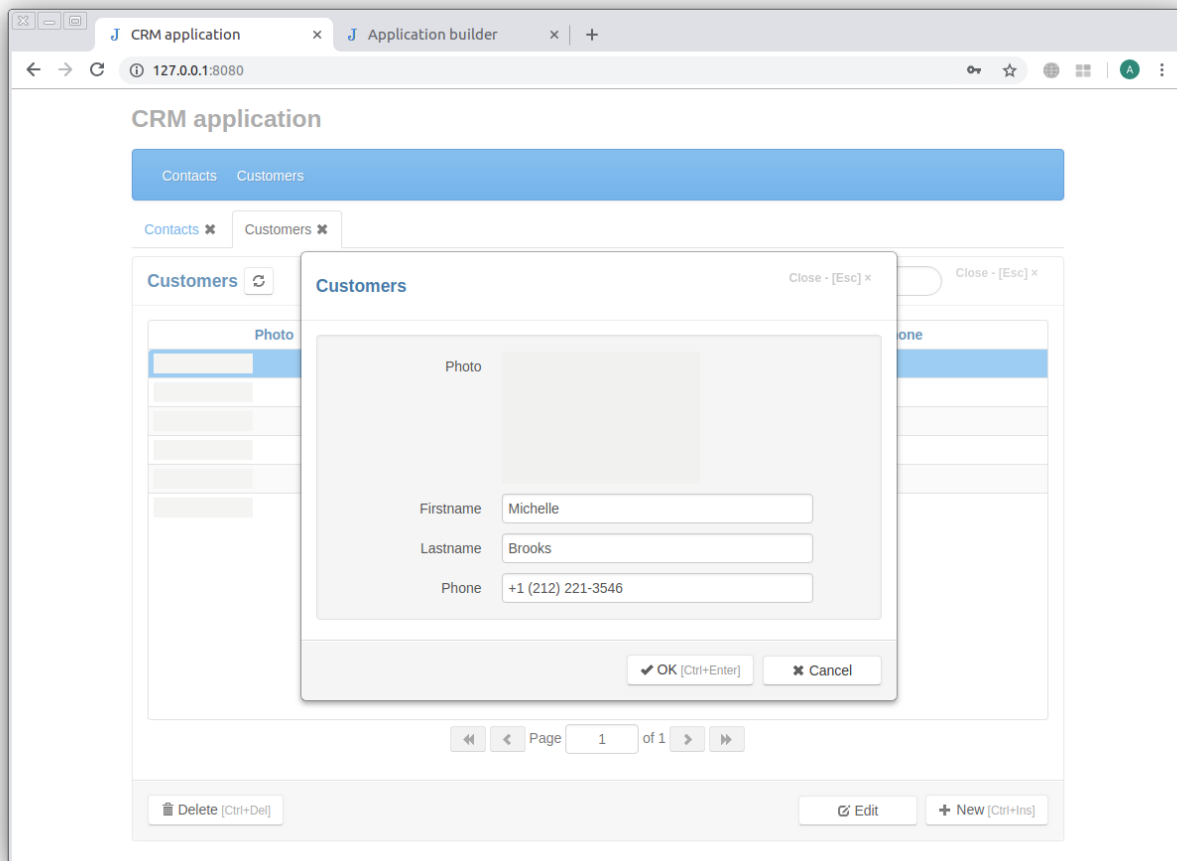 CRM application
Application builder
127.0.0.1:8080
A
CRM application
Contacts Customers
Contacts Customers
Customers
Close - [Esc] ×
Customers
Close - [Esc] ×
Photo
one
Photo
Firstname Michelle
Lastname Brooks
Phone +1 (212) 221-3546
OK [Ctrl+Enter] Cancel
Page 1 of 1
Delete [Ctrl+Del] Edit New [Ctrl+Ins]